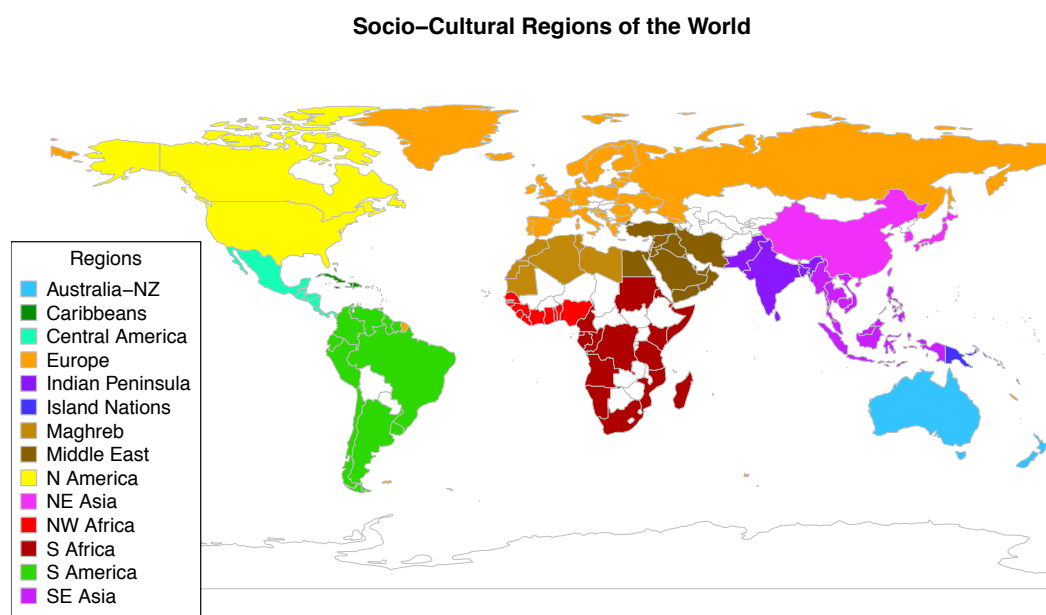 Socio−Cultural Regions of the World
Regions
Australia−NZ
Caribbeans
Central America
Europe
Indian Peninsula
Island Nations
Maghreb
Middle East
N America
NE Asia
NW Africa
S Africa
S America
SE Asia